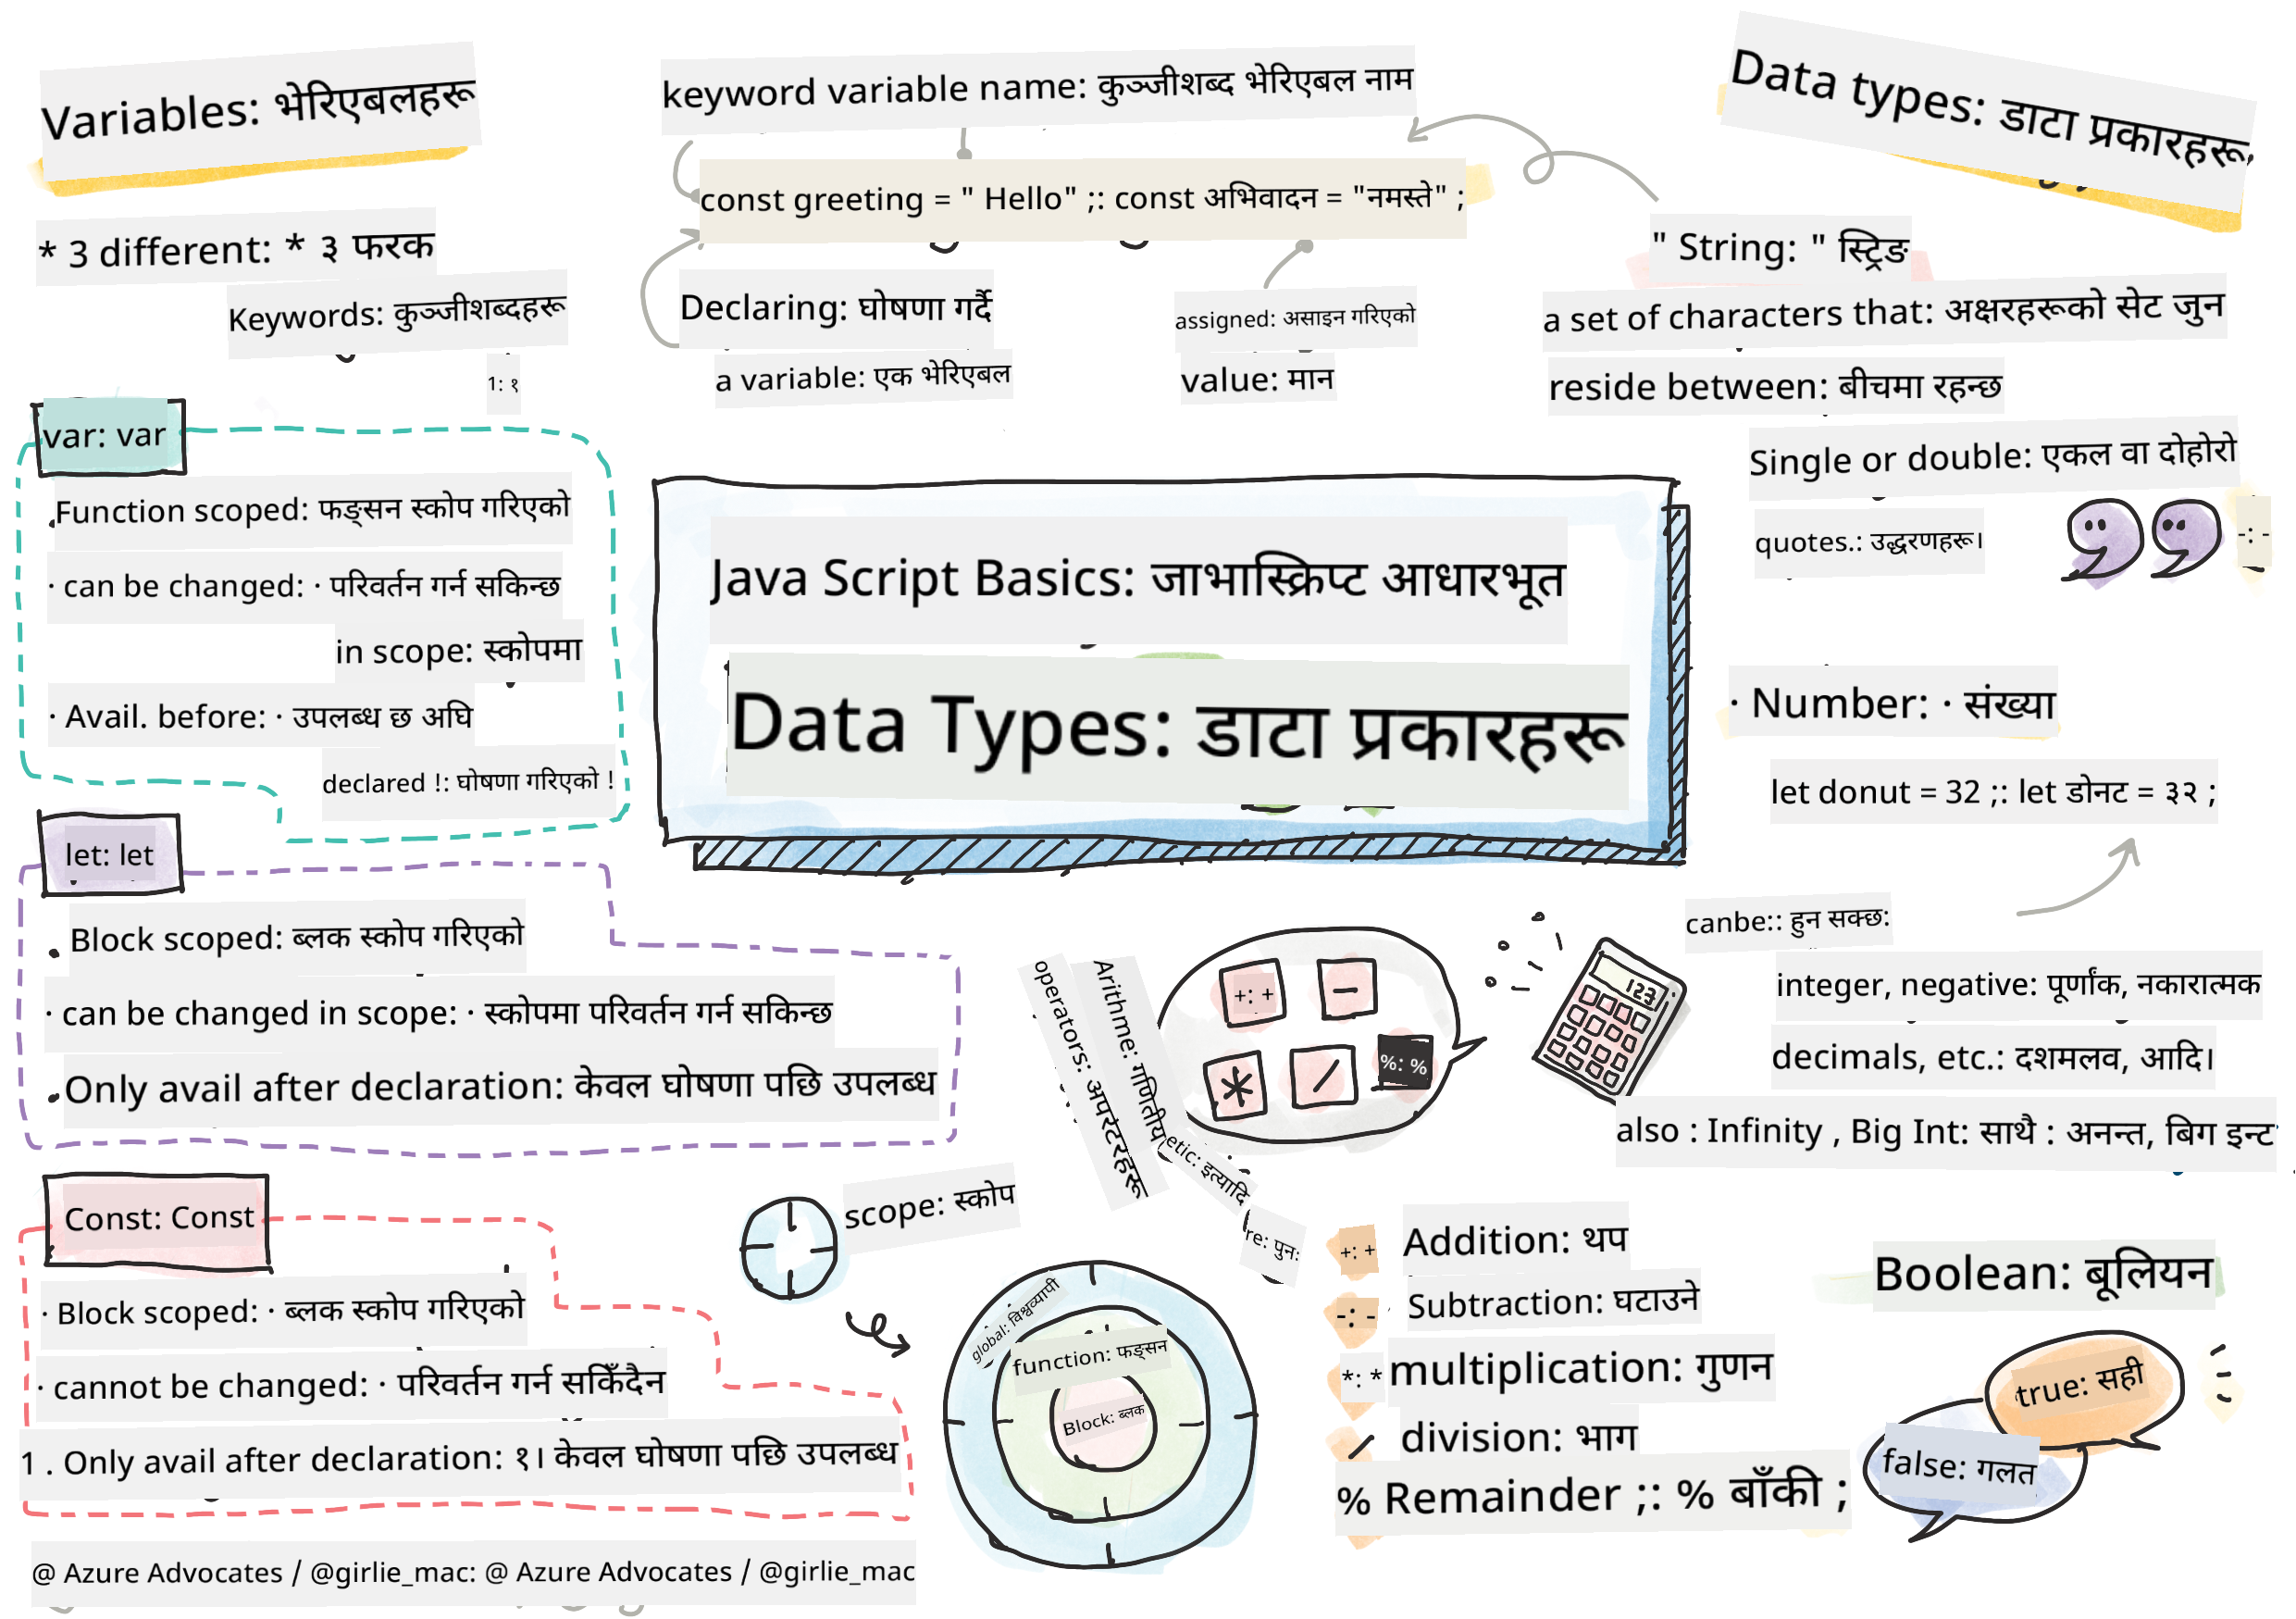 Variables: भेरिएबलहरू
* 3 different: * ३ फरक
Keywords: कुञ्जीशब्दहरू
1: १
var: var
Function scoped: फङ्सन स्कोप गरिएको
· can be changed: · परिवर्तन गर्न सकिन्छ
in scope: स्कोपमा
· Avail. before: · उपलब्ध छ अघि
declared !: घोषणा गरिएको !
let: let
Block scoped: ब्लक स्कोप गरिएको
· can be changed in scope: · स्कोपमा परिवर्तन गर्न सकिन्छ
Only avail after declaration: केवल घोषणा पछि उपलब्ध
Const: Const
· Block scoped: · ब्लक स्कोप गरिएको
· cannot be changed: · परिवर्तन गर्न सकिँदैन
1 . Only avail after declaration: १। केवल घोषणा पछि उपलब्ध
@ Azure Advocates / @girlie_mac: @ Azure Advocates / @girlie_mac
keyword variable name: कुञ्जीशब्द भेरिएबल नाम
const greeting = " Hello" ;: const अभिवादन = "नमस्ते" ;
Declaring: घोषणा गर्दै
a variable: एक भेरिएबल
assigned: असाइन गरिएको
value: मान
Java Script Basics: जाभास्क्रिप्ट आधारभूत
Data Types: डाटा प्रकारहरू
scope: स्कोप
global: विश्वव्यापी
function: फङ्सन
Block: ब्लक
operators: अपरेटरहरू
Arithme: गणितीय
etic: इत्यादि
re: पुन:
+: +
−
*
/
%: %
123
+: + Addition: थप
-: - Subtraction: घटाउने
*: * multiplication: गुणन
/ division: भाग
% Remainder ;: % बाँकी ;
Data types: डाटा प्रकारहरू
" String: " स्ट्रिङ
a set of characters that: अक्षरहरूको सेट जुन
reside between: बीचमा रहन्छ
Single or double: एकल वा दोहोरो
quotes.: उद्धरणहरू।
-: -
· Number: · संख्या
let donut = 32 ;: let डोनट = ३२ ;
canbe:: हुन सक्छ:
integer, negative: पूर्णांक, नकारात्मक
decimals, etc.: दशमलव, आदि।
also : Infinity , Big Int: साथै : अनन्त, बिग इन्ट
Boolean: बूलियन
true: सही
false: गलत